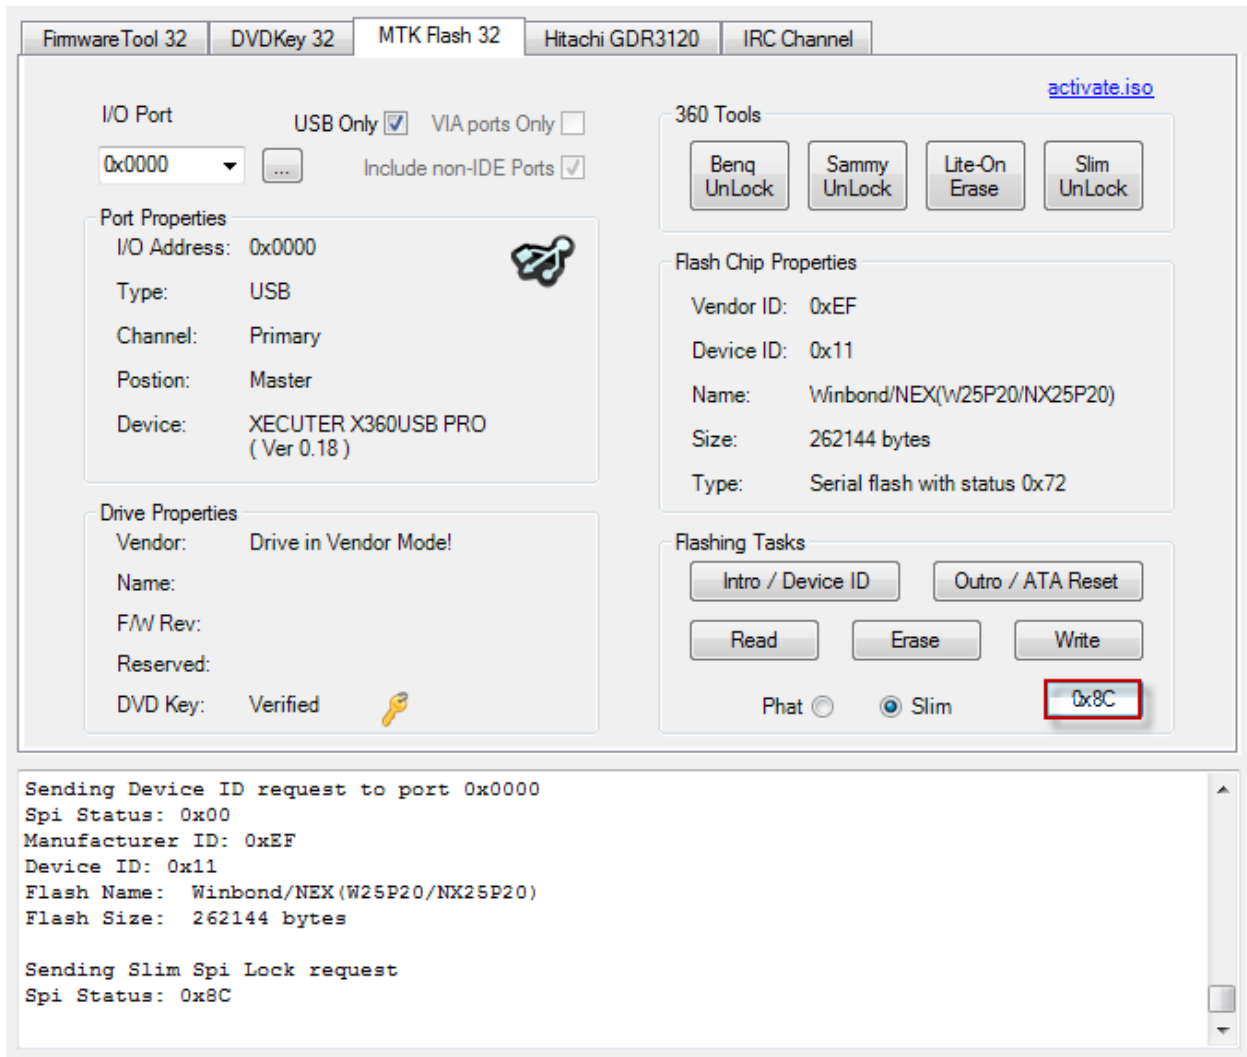 FirmwareTool 32 DVDKey 32 MTK Flash 32 Hitachi GDR3120 IRC Channel
activate.iso
I/O Port
USB Only VIA ports Only
0x0000 ... Include non-IDE Ports
Port Properties
I/O Address: 0x0000
Type: USB
Channel: Primary
Postion: Master
Device: XECUTER X360USB PRO
( Ver 0.18 )
Drive Properties
Vendor: Drive in Vendor Mode!
Name:
F/W Rev:
Reserved:
DVD Key: Verified
360 Tools
Benq UnLock
Sammy UnLock
Lite-On Erase
Slim UnLock
Flash Chip Properties
Vendor ID: 0xEF
Device ID: 0x11
Name: Winbond/NEX(W25P20/NX25P20)
Size: 262144 bytes
Type: Serial flash with status 0x72
Flashing Tasks
Intro / Device ID Outro / ATA Reset
Read Erase Write
Phat Slim 0x8C
Sending Device ID request to port 0x0000
Spi Status: 0x00
Manufacturer ID: 0xEF
Device ID: 0x11
Flash Name: Winbond/NEX(W25P20/NX25P20)
Flash Size: 262144 bytes
Sending Slim Spi Lock request
Spi Status: 0x8C